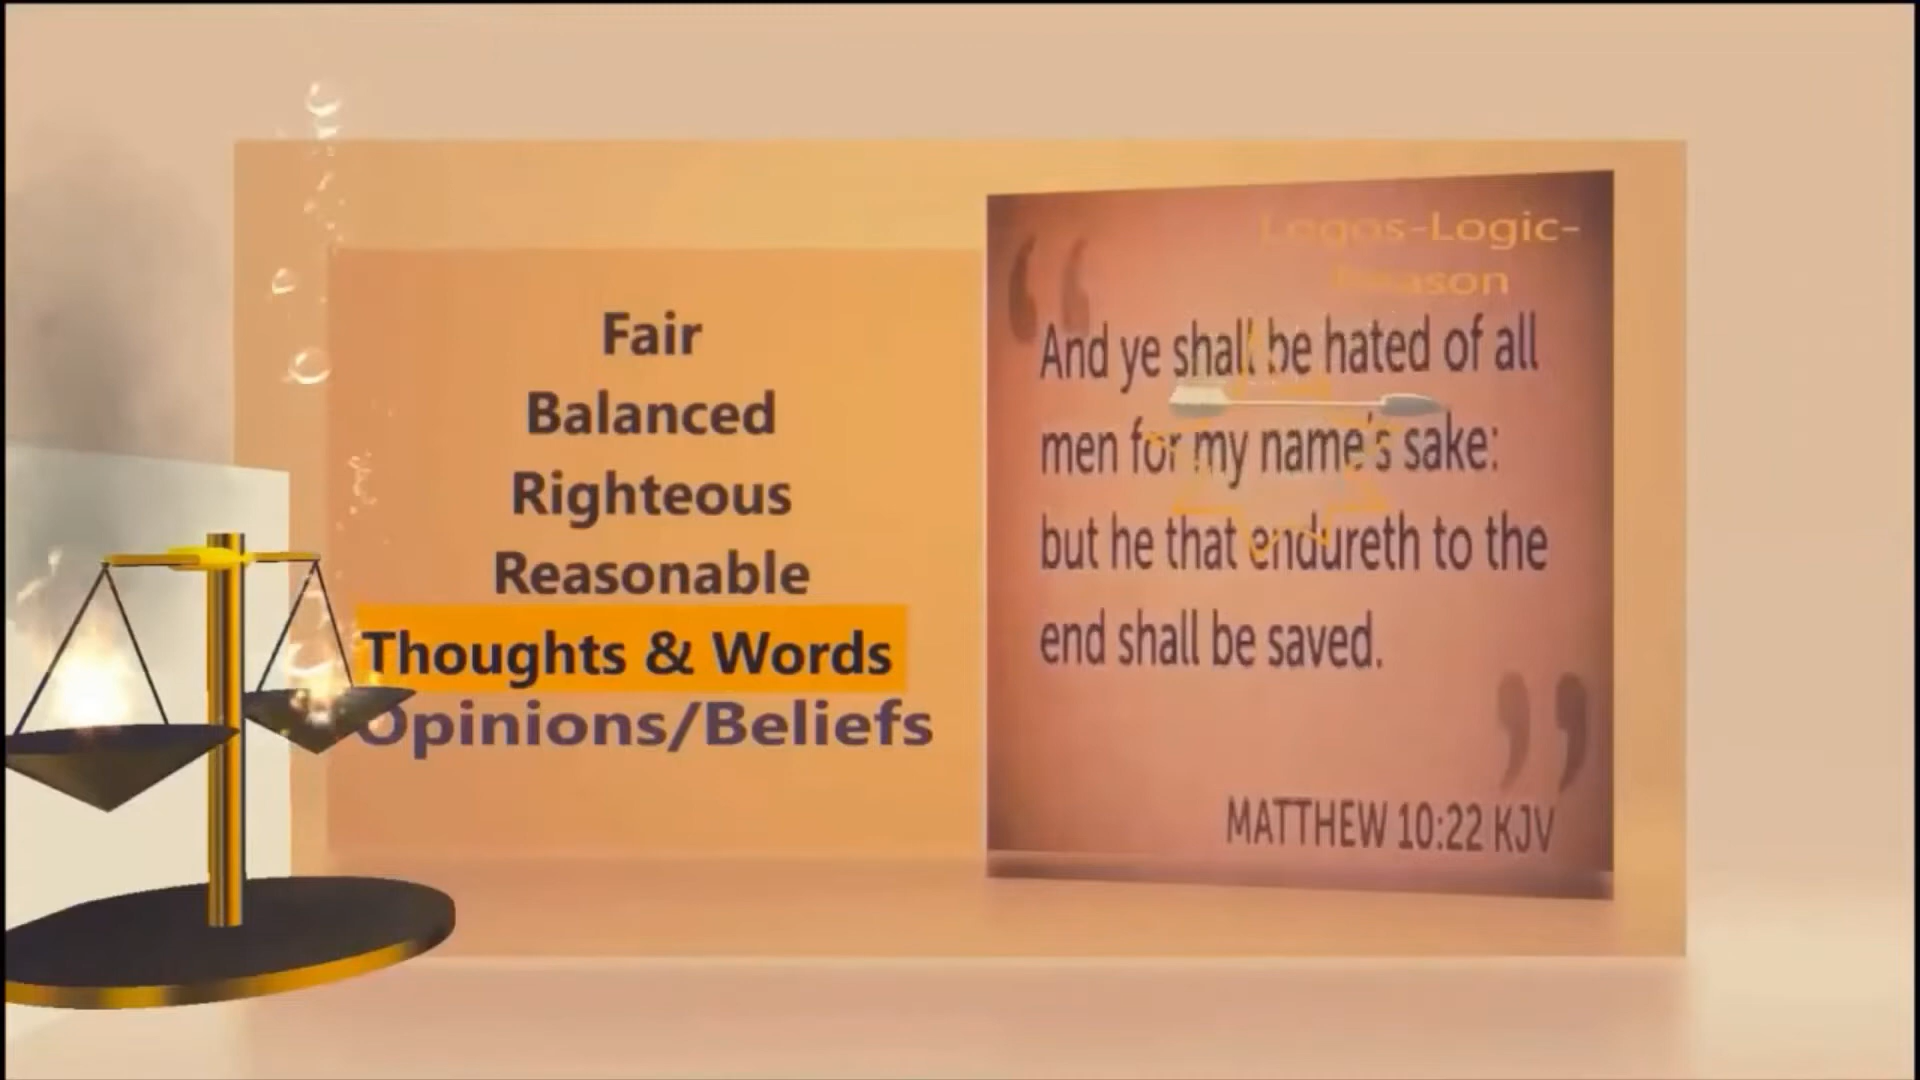 Fair
Balanced
Righteous
Reasonable
Thoughts & Words
Opinions/Beliefs
Logos-Logic-
Reason
“And ye shall be hated of all
men for my name's sake:
but he that endureth to the
end shall be saved.”
MATTHEW 10:22 KJV